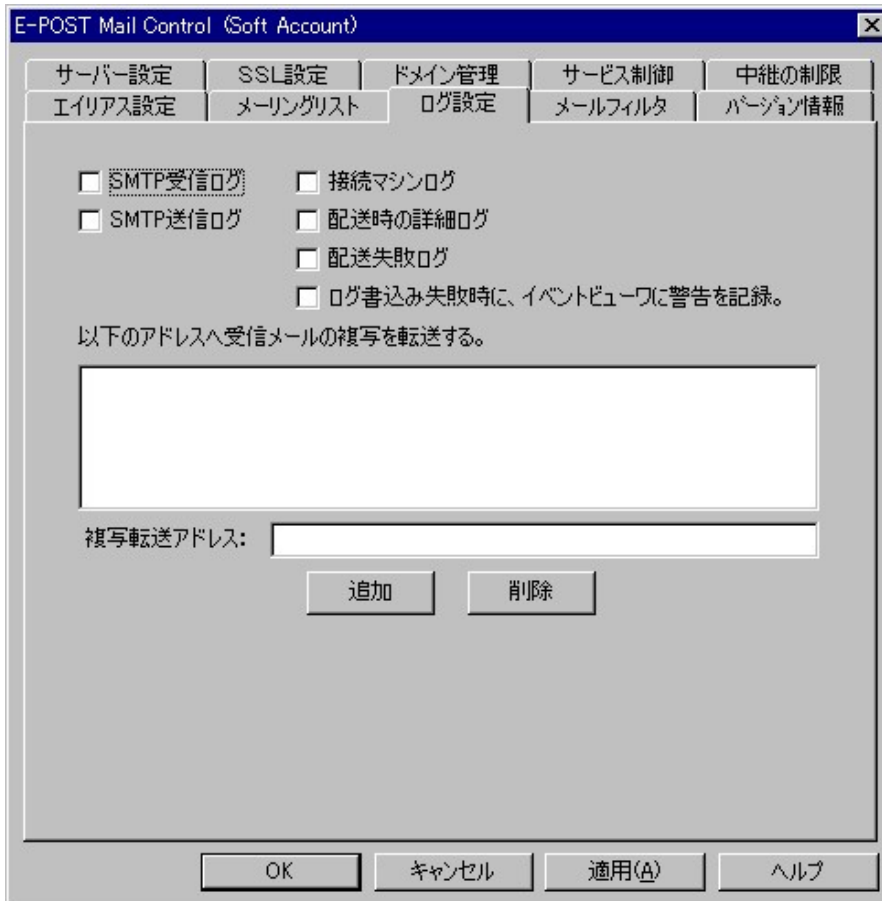 E-POST Mail Control (Soft Account)
サーバー設定 SSL設定 ドメイン管理 サービス制御 中継の制限
エイリアス設定 メーリングリスト ログ設定 メールフィルタ バージョン情報
SMTP受信ログ 接続マシンログ
SMTP送信ログ 配送時の詳細ログ
配送失敗ログ
ログ書込み失敗時に、イベントビューワに警告を記録。
以下のアドレスへ受信メールの複写を転送する。
複写転送アドレス:
追加 削除
OK キャンセル 適用(A) ヘルプ